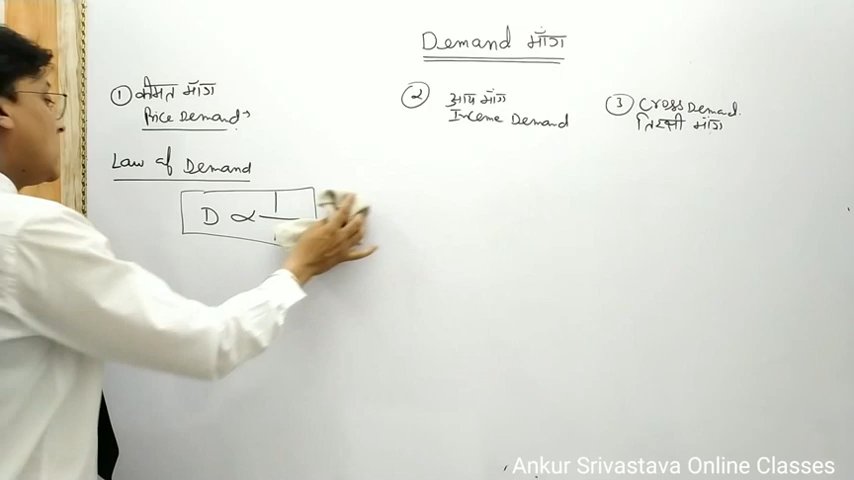 Demand माँग
① कीमत माँग
Price Demand
Law of Demand
D ∝ 1
② आय माँग
Income Demand
③ Cross Demand.
तिरछी माँग
Ankur Srivastava Online Classes